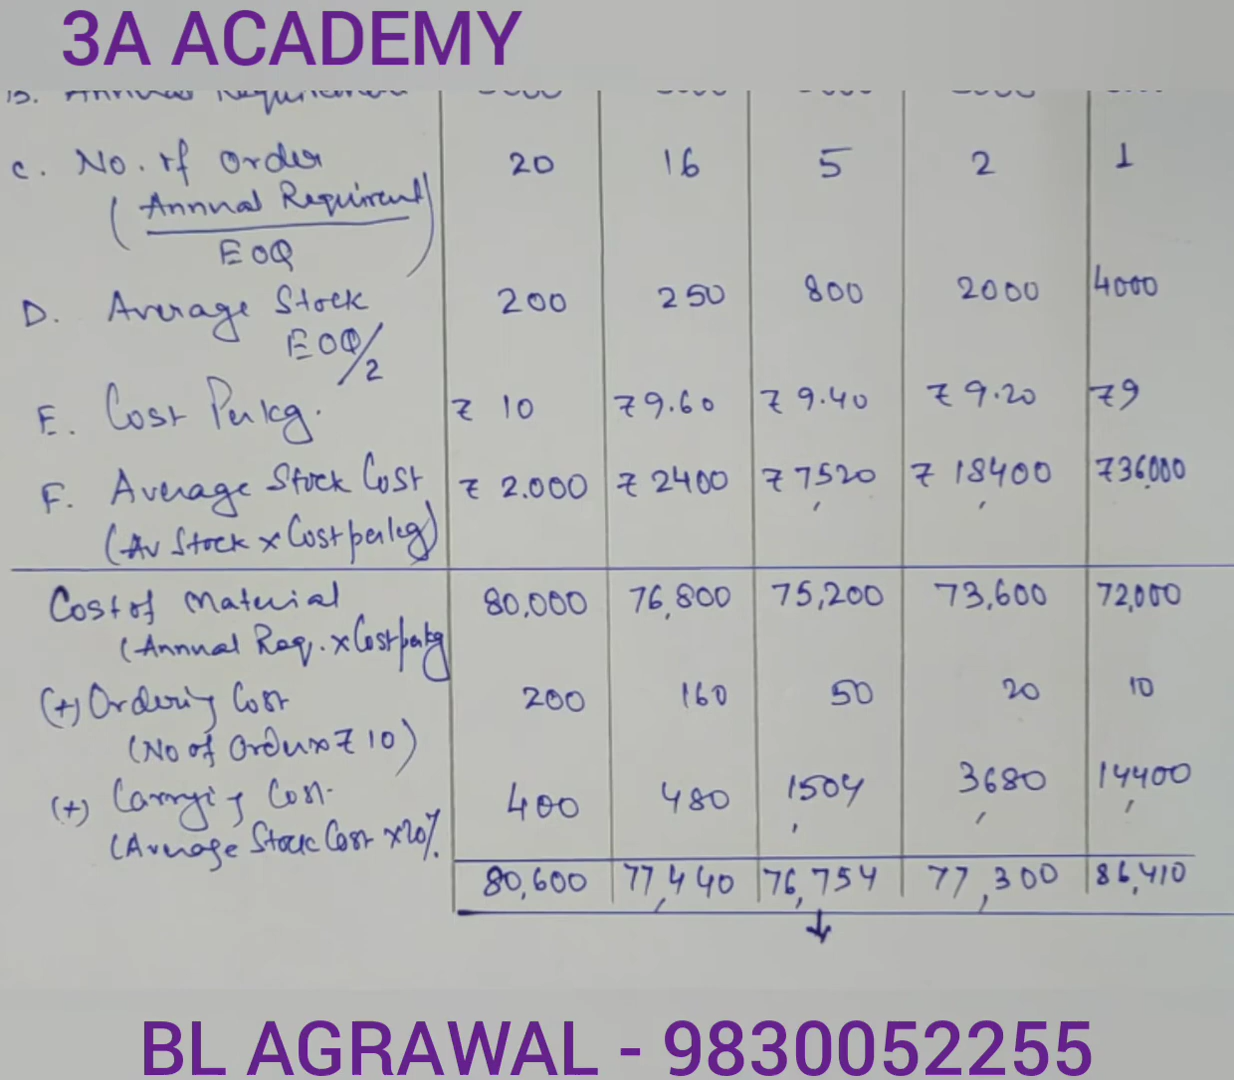 3A ACADEMY
B. Annual Requirement
C. No. of order 20 16 5 2 1
(Annual Requirement)
EOQ
D. Average Stock 200 250 800 2000 4000
EOQ/2
E. Cost Per kg. ₹ 10 ₹9.60 ₹ 9.40 ₹ 9.20 ₹9
F. Average Stock Cost ₹ 2.000 ₹ 2400 ₹ 7520 ₹ 18400 ₹36,000
(Av Stock x Cost per kg)
Cost of Material 80,000 76,800 75,200 73,600 72,000
(Annual Req. x Cost per kg
(+) Ordering Cost 200 160 50 20 10
(No of Order x ₹ 10)
(+) Carrying Cost. 400 480 1504 3680 14400
(Average Stock Cost x20%.
80,600 77,440 76,754 77,300 86,410
BL AGRAWAL - 9830052255